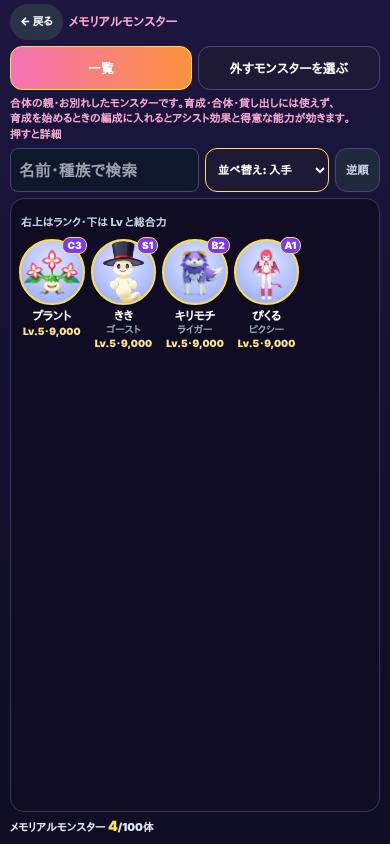 ← 戻る
メモリアルモンスター
一覧
外すモンスターを選ぶ
合体の親・お別れしたモンスターです。育成・合体・貸し出しには使えず、
育成を始めるときの編成に入れるとアシスト効果と得意な能力が効きます。
押すと詳細
名前・種族で検索
並べ替え: 入手
逆順
右上はランク・下は Lv と総合力
C3
S1
B2
A1
プラント
きき
キリモチ
ぴくる
ゴースト
ライガー
ピクシー
Lv.5・9,000
Lv.5・9,000
Lv.5・9,000
Lv.5・9,000
メモリアルモンスター 4/100体